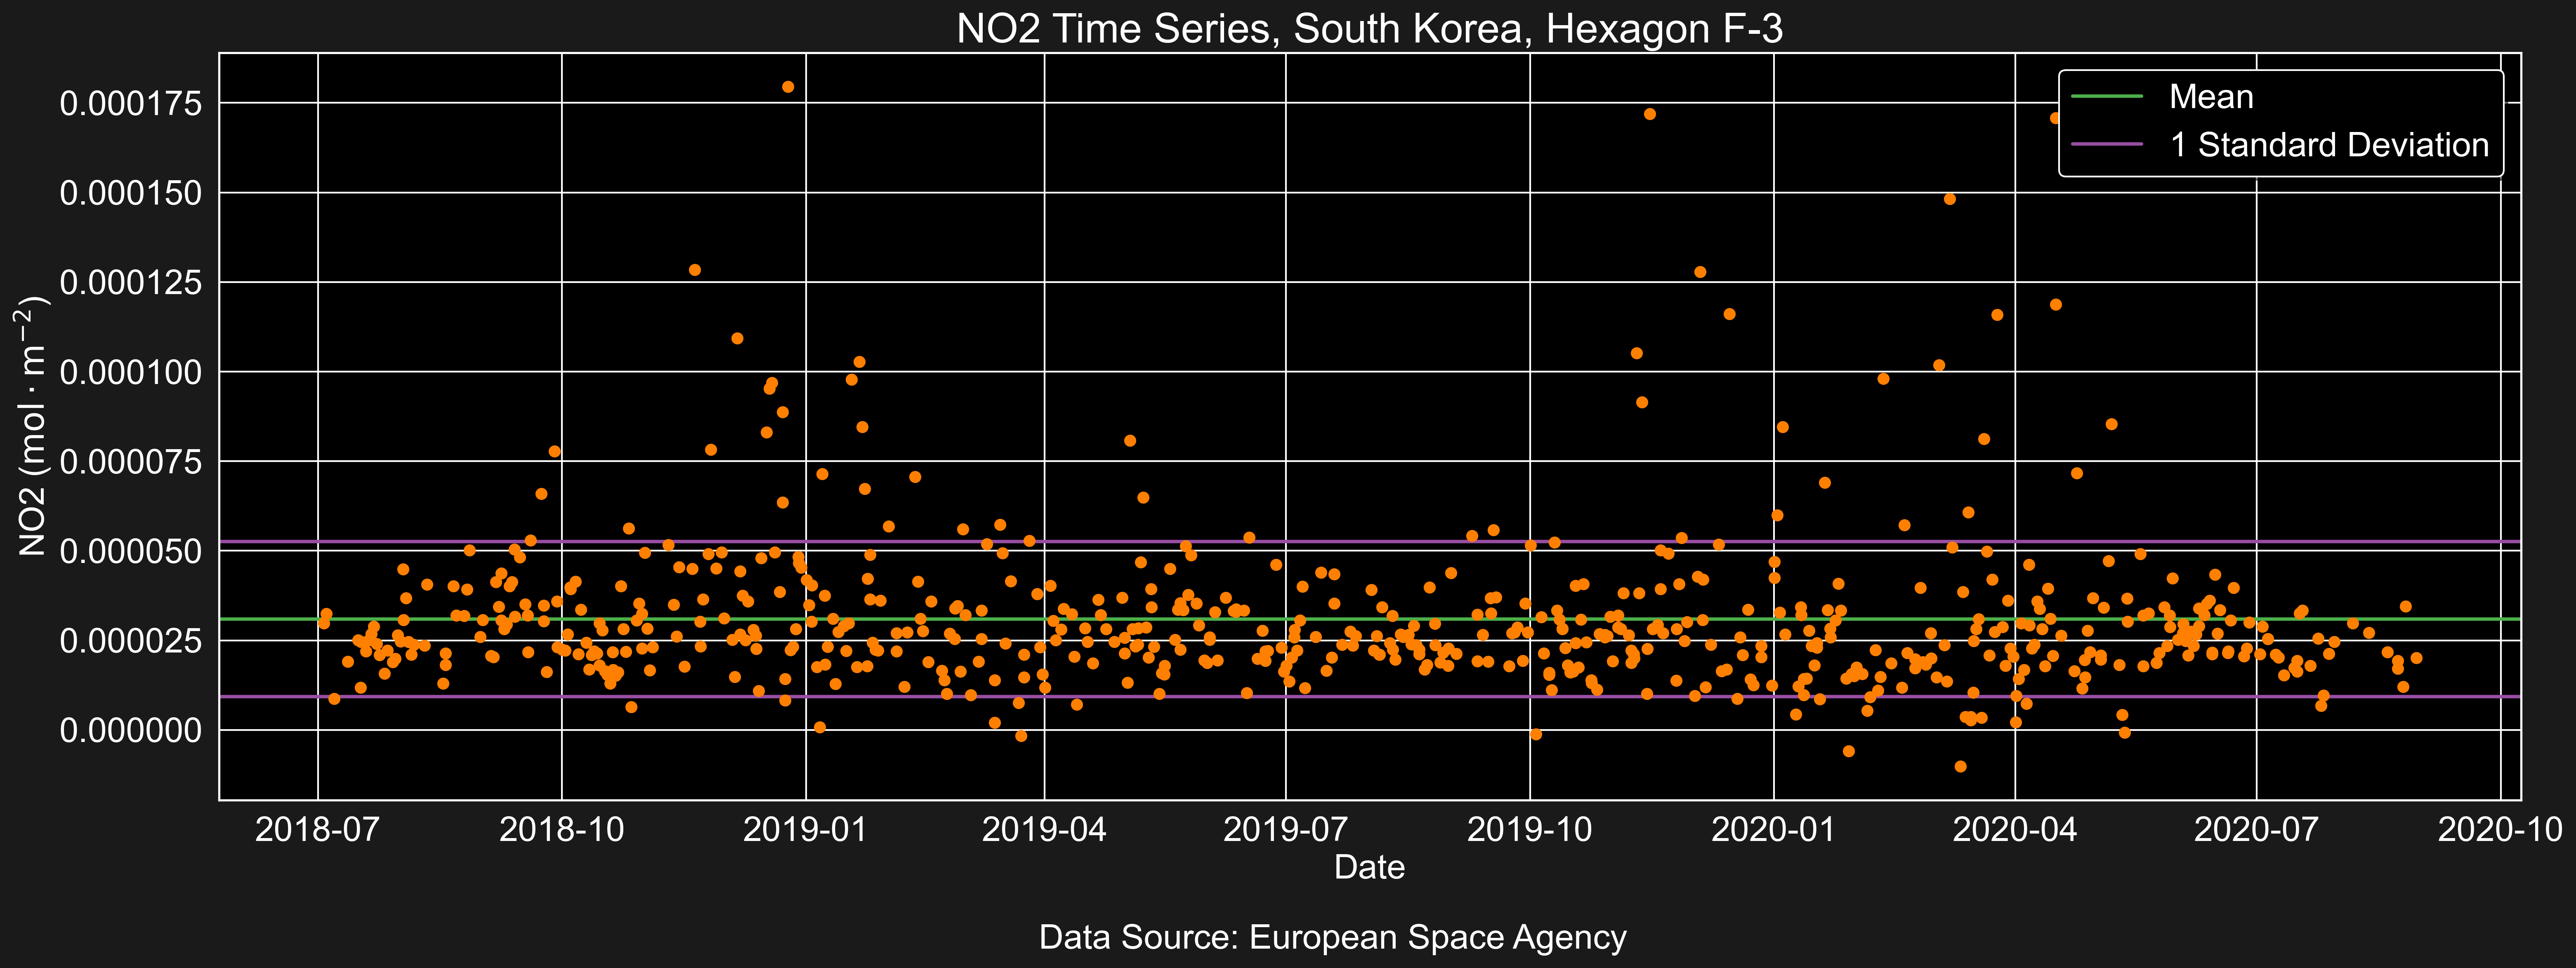 NO2 Time Series, South Korea, Hexagon F-3
NO2 (mol · m⁻²)
0.000175
0.000150
0.000125
0.000100
0.000075
0.000050
0.000025
0.000000
Mean
1 Standard Deviation
2018-07 2018-10 2019-01 2019-04 2019-07 2019-10 2020-01 2020-04 2020-07 2020-10
Date
Data Source: European Space Agency